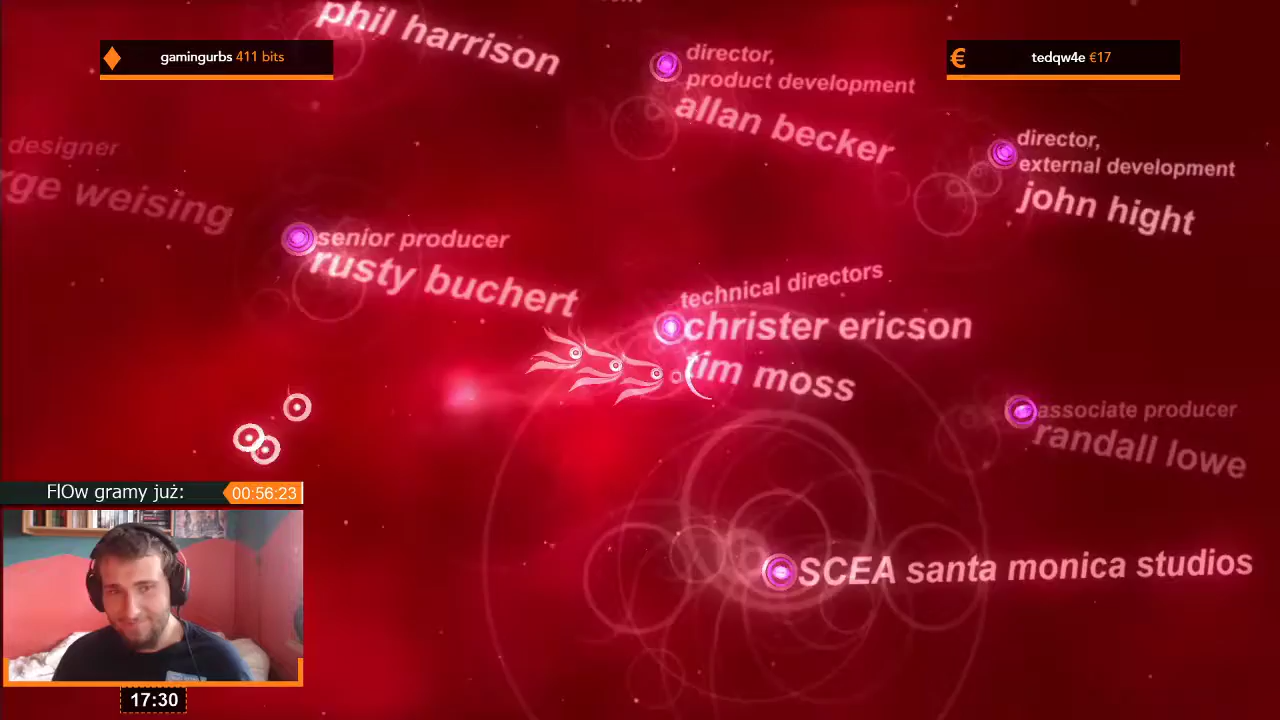 phil harrison
gamingurbs 411 bits
director,
product development
allan becker
€ tedqw4e €17
director,
external development
john hight
designer
rge weising
senior producer
rusty buchert
technical directors
christer ericson
tim moss
associate producer
randall lowe
FlOw gramy już:
00:56:23
SCEA santa monica studios
17:30